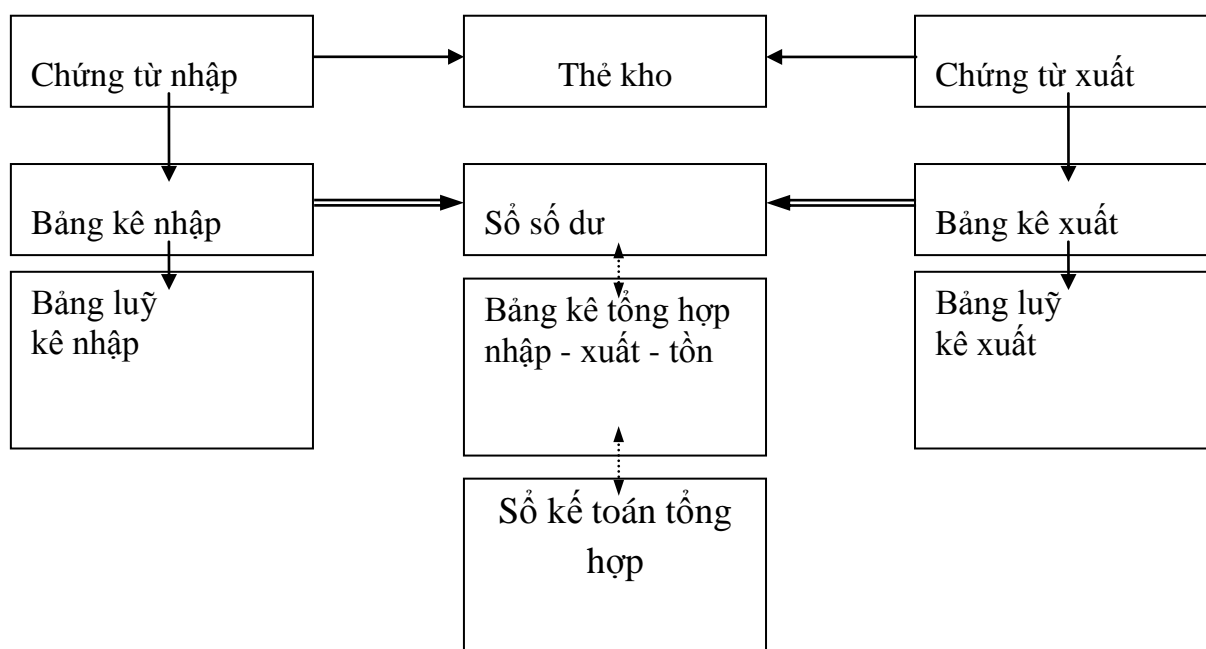 Chứng từ nhập
Thẻ kho
Chứng từ xuất
Bảng kê nhập
Sổ số dư
Bảng kê xuất
Bảng luỹ
kê nhập
Bảng kê tổng hợp
nhập - xuất - tồn
Bảng luỹ
kê xuất
Sổ kế toán tổng
hợp